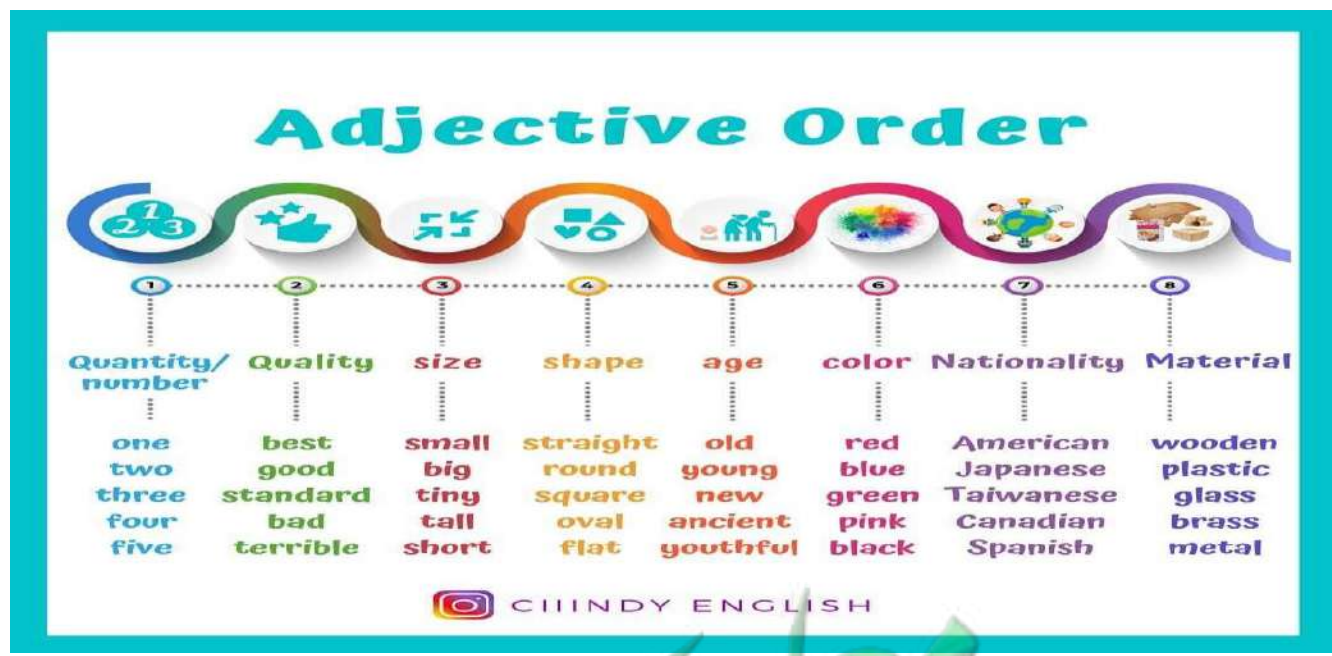 Adjective Order
1 2 3
1 2 3 4 5 6 7 8
Quantity/ Quality size shape age color Nationality Material
number
one best small straight old red American wooden
two good big round young blue Japanese plastic
three standard tiny square new green Taiwanese glass
four bad tall oval ancient pink Canadian brass
five terrible short flat youthful black Spanish metal
CIIINDY ENGLISH